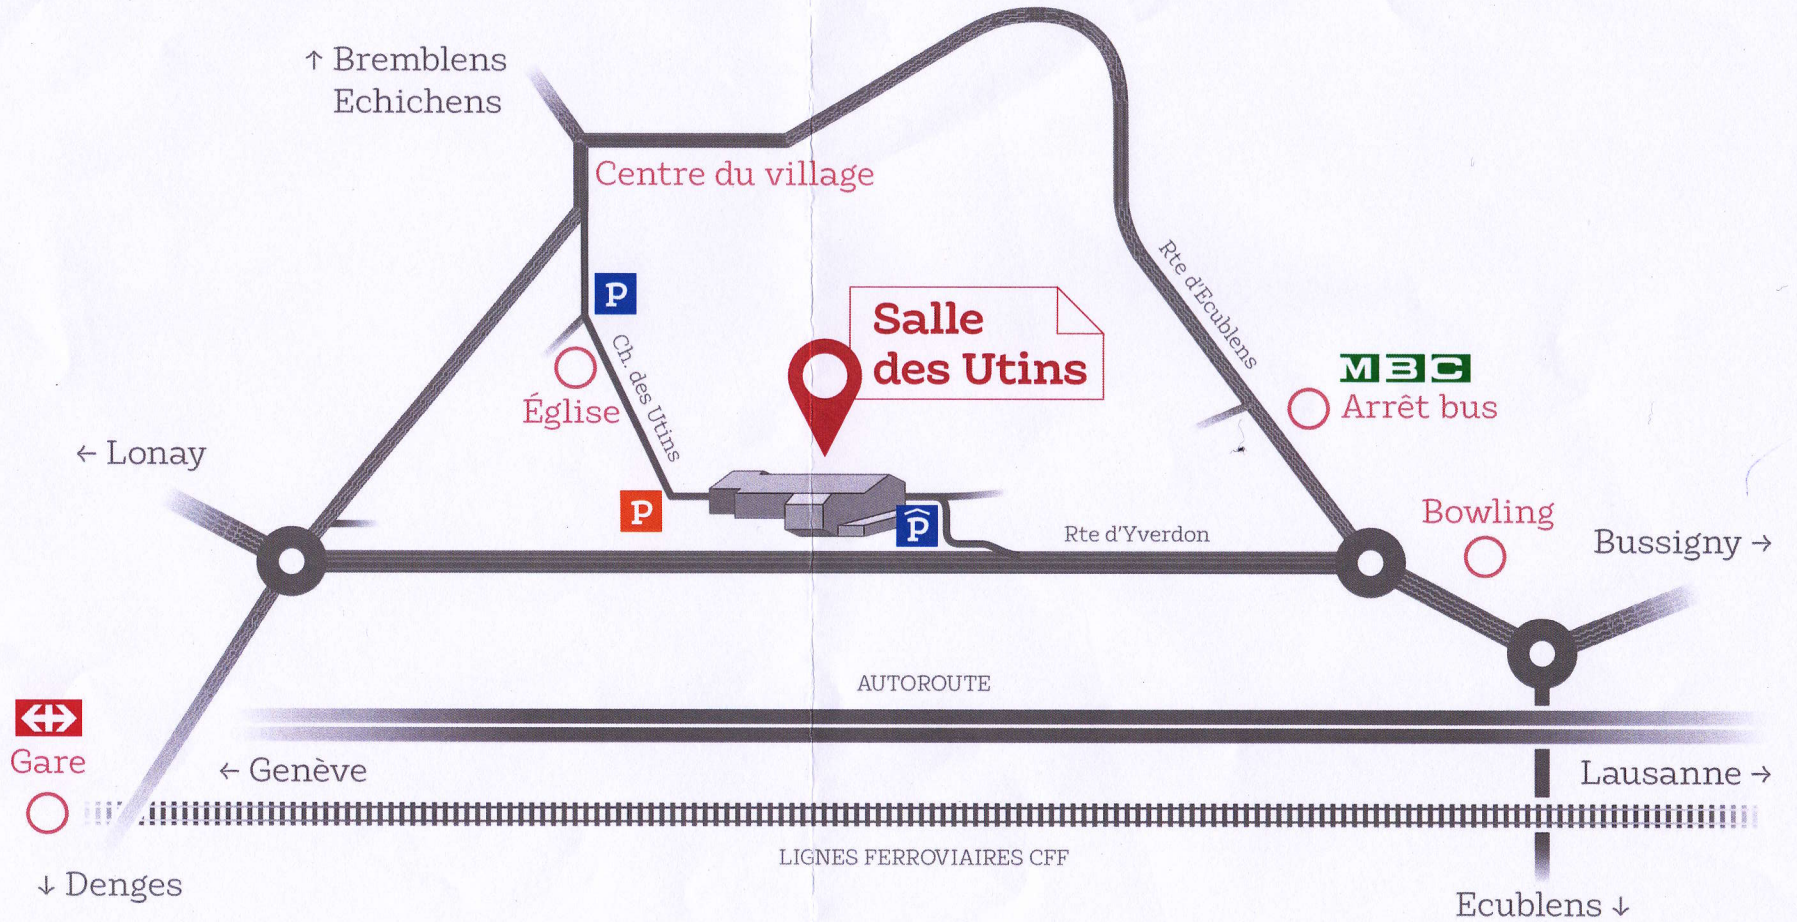 ↑ Bremblens
Echichens
Centre du village
P
Rte d'Ecublens
Salle
des Utins
Ch. des Utins
MBC
Arrêt bus
Église
← Lonay
P
P
Rte d'Yverdon
Bowling
Bussigny →
AUTOROUTE
Gare
← Genève
Lausanne →
LIGNES FERROVIAIRES CFF
↓ Denges
Ecublens ↓